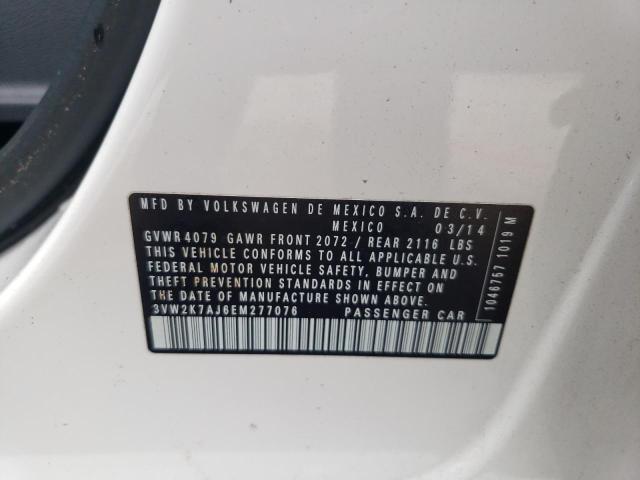 MFD BY VOLKSWAGEN DE MEXICO S.A. DE C.V.
MEXICO 03/14
GVWR 4079 GAWR FRONT 2072 / REAR 2116 LBS
THIS VEHICLE CONFORMS TO ALL APPLICABLE U.S.
FEDERAL MOTOR VEHICLE SAFETY, BUMPER AND
THEFT PREVENTION STANDARDS IN EFFECT ON
THE DATE OF MANUFACTURE SHOWN ABOVE.
3VW2K7AJ6EM277076 PASSENGER CAR
1046757 1019 M